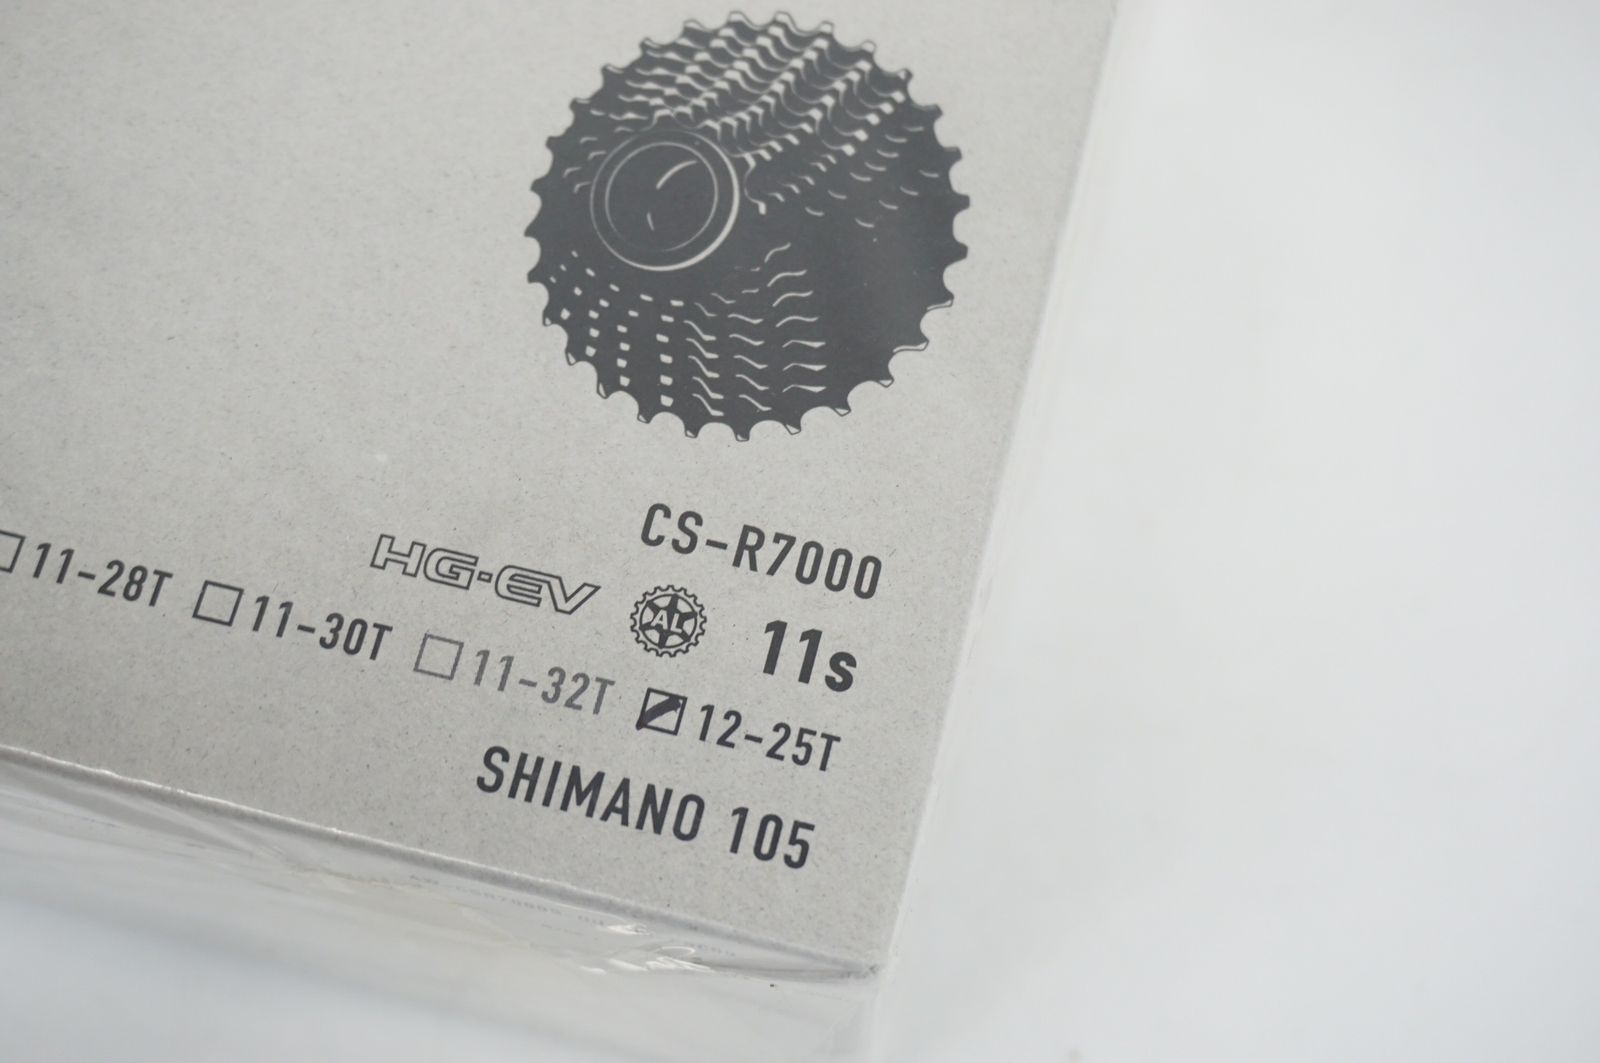 CS-R7000
HG-EV AL 11s
11-28T 11-30T 11-32T 12-25T
SHIMANO 105